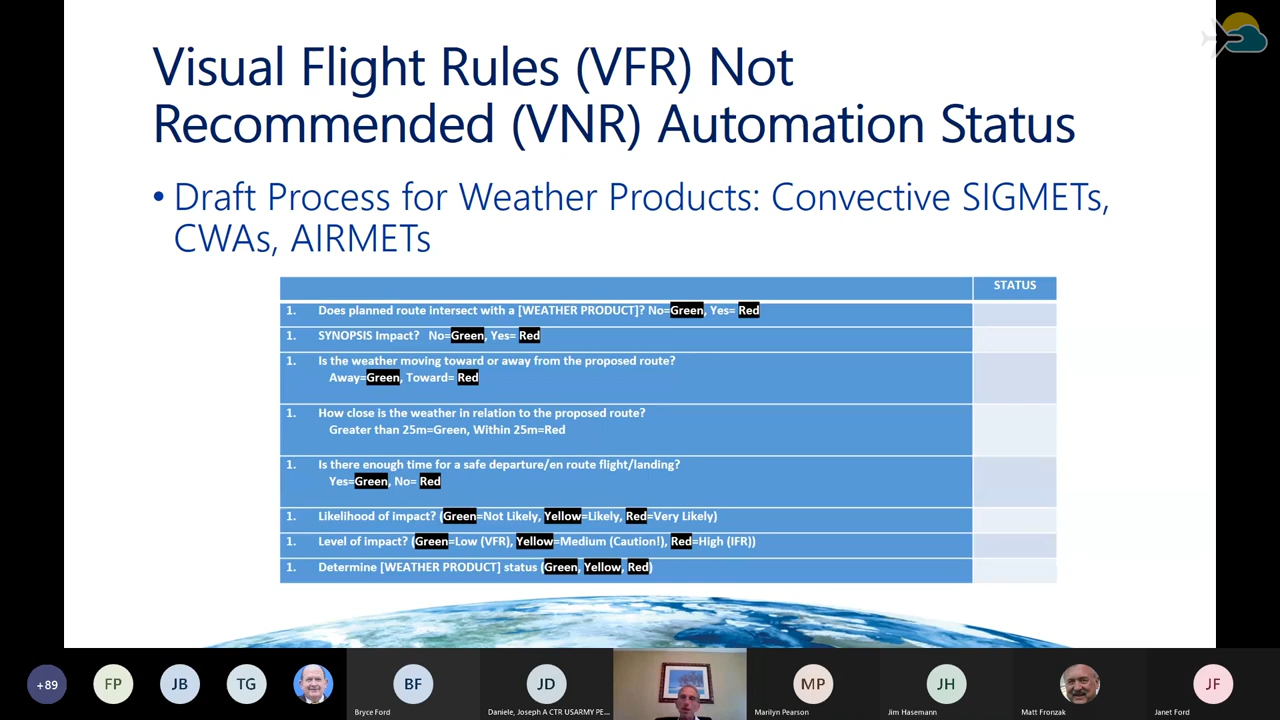 Visual Flight Rules (VFR) Not
Recommended (VNR) Automation Status
• Draft Process for Weather Products: Convective SIGMETs,
CWAs, AIRMETs
STATUS
1. Does planned route intersect with a [WEATHER PRODUCT]? No=Green, Yes= Red
1. SYNOPSIS Impact? No=Green, Yes= Red
1. Is the weather moving toward or away from the proposed route?
Away=Green, Toward= Red
1. How close is the weather in relation to the proposed route?
Greater than 25m=Green, Within 25m=Red
1. Is there enough time for a safe departure/en route flight/landing?
Yes=Green, No= Red
1. Likelihood of impact? (Green=Not Likely, Yellow=Likely, Red=Very Likely)
1. Level of impact? (Green=Low (VFR), Yellow=Medium (Caution!), Red=High (IFR))
1. Determine [WEATHER PRODUCT] status (Green, Yellow, Red)
+89 FP JB TG BF JD MP JH JF
Bryce Ford Daniele, Joseph A CTR USARMY PE... Marilyn Pearson Jim Hasemann Matt Fronzak Janet Ford